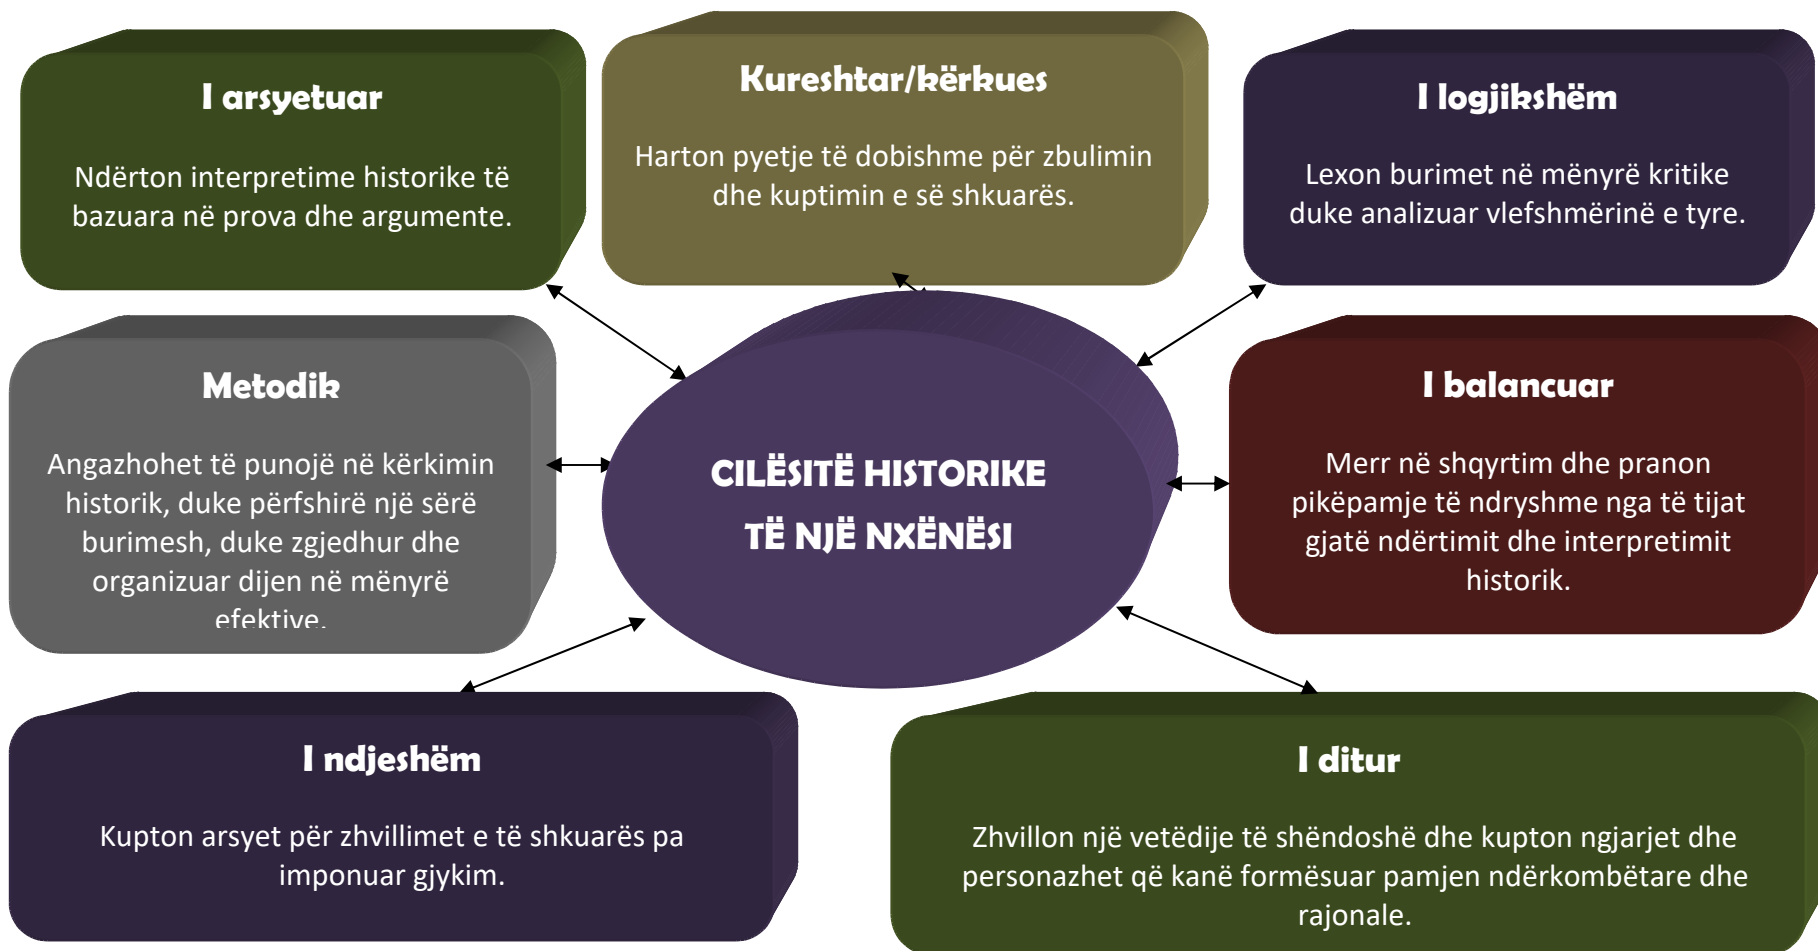 I arsyetuar
Ndërton interpretime historike të
bazuara në prova dhe argumente.
Kureshtar/kërkues
Harton pyetje të dobishme për zbulimin
dhe kuptimin e së shkuarës.
I logjikshëm
Lexon burimet në mënyrë kritike
duke analizuar vlefshmërinë e tyre.
Metodik
Angazhohet të punojë në kërkimin
historik, duke përfshirë një sërë
burimesh, duke zgjedhur dhe
organizuar dijen në mënyrë
efektive.
CILËSITË HISTORIKE
TË NJË NXËNËSI
I balancuar
Merr në shqyrtim dhe pranon
pikëpamje të ndryshme nga të tijat
gjatë ndërtimit dhe interpretimit
historik.
I ndjeshëm
Kupton arsyet për zhvillimet e të shkuarës pa
imponuar gjykim.
I ditur
Zhvillon një vetëdije të shëndoshë dhe kupton ngjarjet dhe
personazhet që kanë formësuar pamjen ndërkombëtare dhe
rajonale.